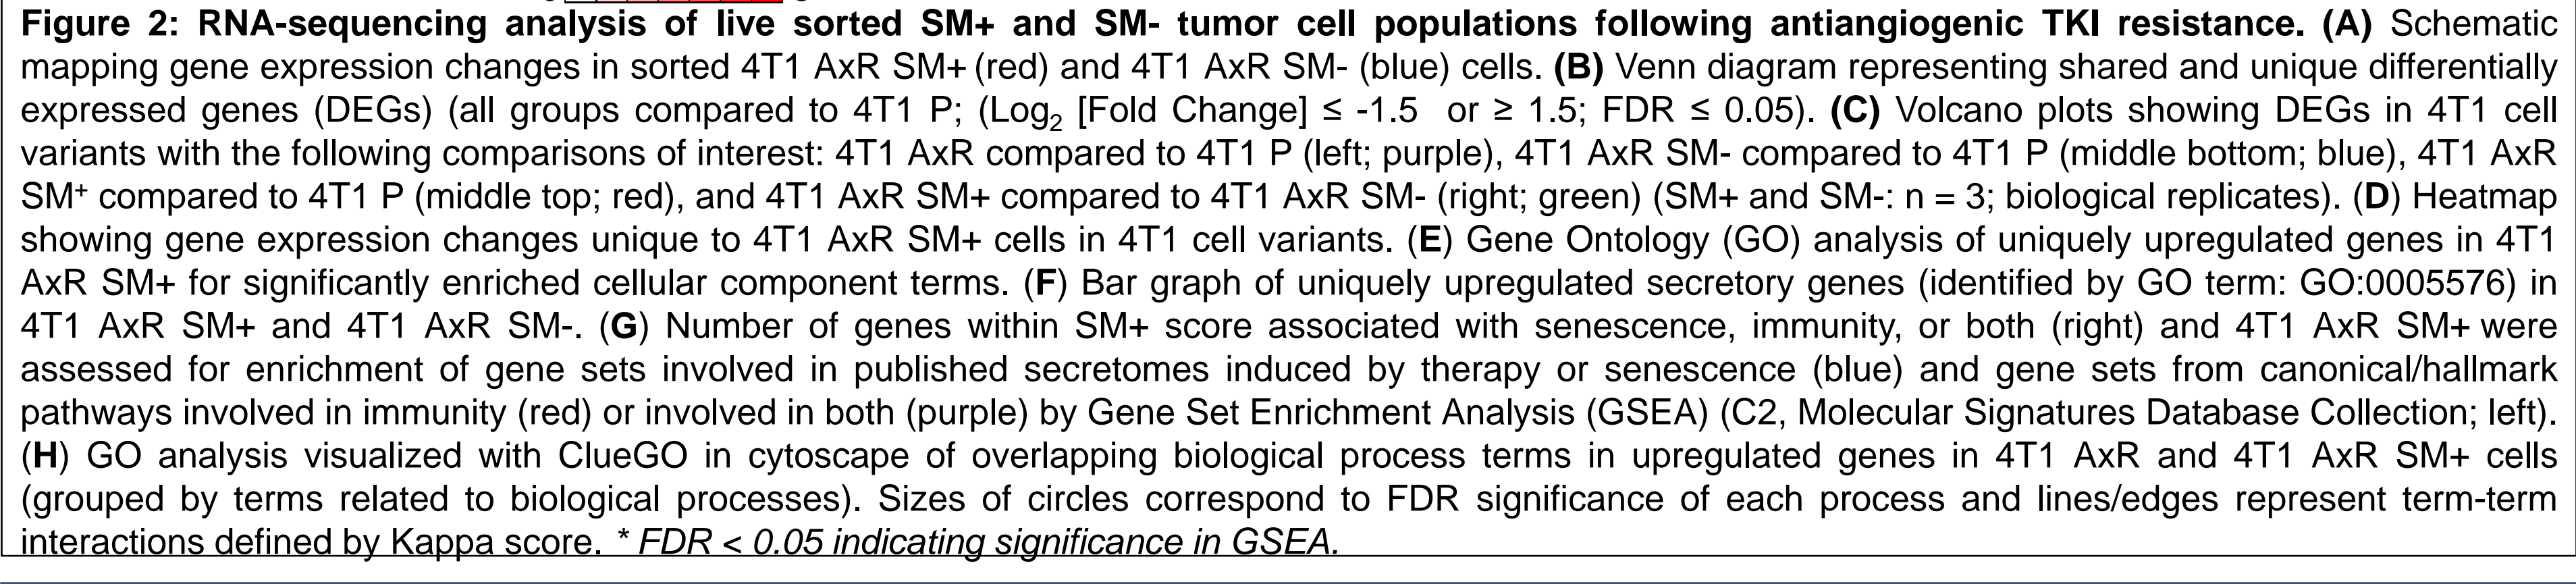 Figure 2: RNA-sequencing analysis of live sorted SM+ and SM- tumor cell populations following antiangiogenic TKI resistance. (A) Schematic
mapping gene expression changes in sorted 4T1 AxR SM+ (red) and 4T1 AxR SM- (blue) cells. (B) Venn diagram representing shared and unique differentially
expressed genes (DEGs) (all groups compared to 4T1 P; (Log₂ [Fold Change] ≤ -1.5 or ≥ 1.5; FDR ≤ 0.05). (C) Volcano plots showing DEGs in 4T1 cell
variants with the following comparisons of interest: 4T1 AxR compared to 4T1 P (left; purple), 4T1 AxR SM- compared to 4T1 P (middle bottom; blue), 4T1 AxR
SM⁺ compared to 4T1 P (middle top; red), and 4T1 AxR SM+ compared to 4T1 AxR SM- (right; green) (SM+ and SM-: n = 3; biological replicates). (D) Heatmap
showing gene expression changes unique to 4T1 AxR SM+ cells in 4T1 cell variants. (E) Gene Ontology (GO) analysis of uniquely upregulated genes in 4T1
AxR SM+ for significantly enriched cellular component terms. (F) Bar graph of uniquely upregulated secretory genes (identified by GO term: GO:0005576) in
4T1 AxR SM+ and 4T1 AxR SM-. (G) Number of genes within SM+ score associated with senescence, immunity, or both (right) and 4T1 AxR SM+ were
assessed for enrichment of gene sets involved in published secretomes induced by therapy or senescence (blue) and gene sets from canonical/hallmark
pathways involved in immunity (red) or involved in both (purple) by Gene Set Enrichment Analysis (GSEA) (C2, Molecular Signatures Database Collection; left).
(H) GO analysis visualized with ClueGO in cytoscape of overlapping biological process terms in upregulated genes in 4T1 AxR and 4T1 AxR SM+ cells
(grouped by terms related to biological processes). Sizes of circles correspond to FDR significance of each process and lines/edges represent term-term
interactions defined by Kappa score. * FDR < 0.05 indicating significance in GSEA.